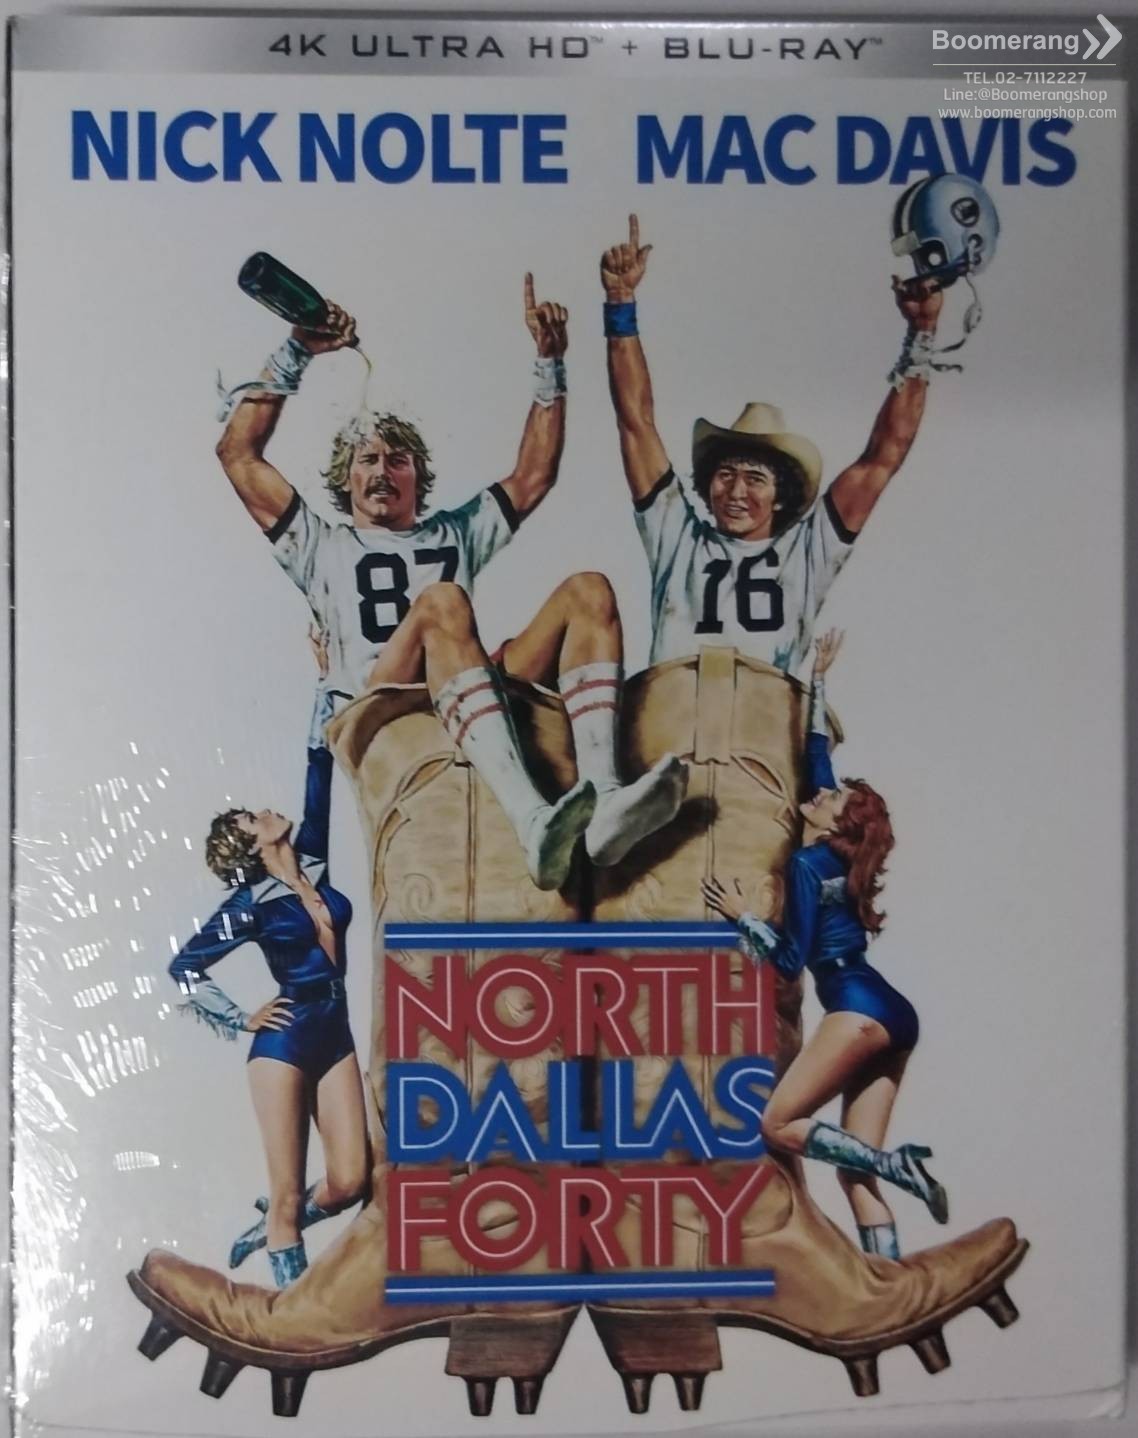 4K ULTRA HD™ + BLU-RAY™
Boomerang
TEL.02-7112227
Line:@Boomerangshop
www.boomerangshop.com
NICK NOLTE MAC DAVIS
87 16
NORTH
DALLAS
FORTY